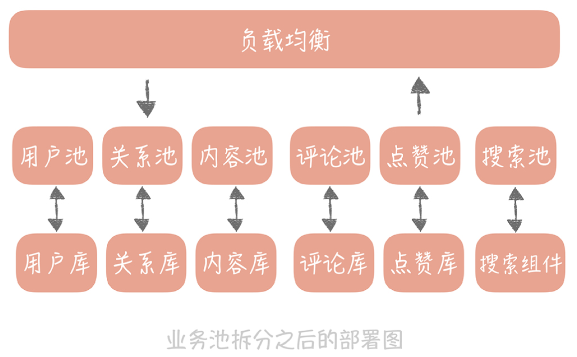 负载均衡
用户池 关系池 内容池 评论池 点赞池 搜索池
用户库 关系库 内容库 评论库 点赞库 搜索组件
业务池拆分之后的部署图